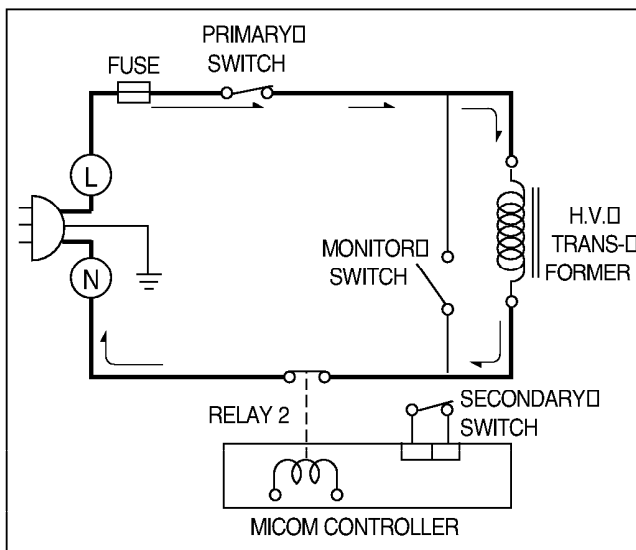 PRIMARY□
SWITCH
FUSE
L
H.V.□
TRANS-□
FORMER
MONITOR□
SWITCH
N
RELAY 2
SECONDARY□
SWITCH
MICOM CONTROLLER